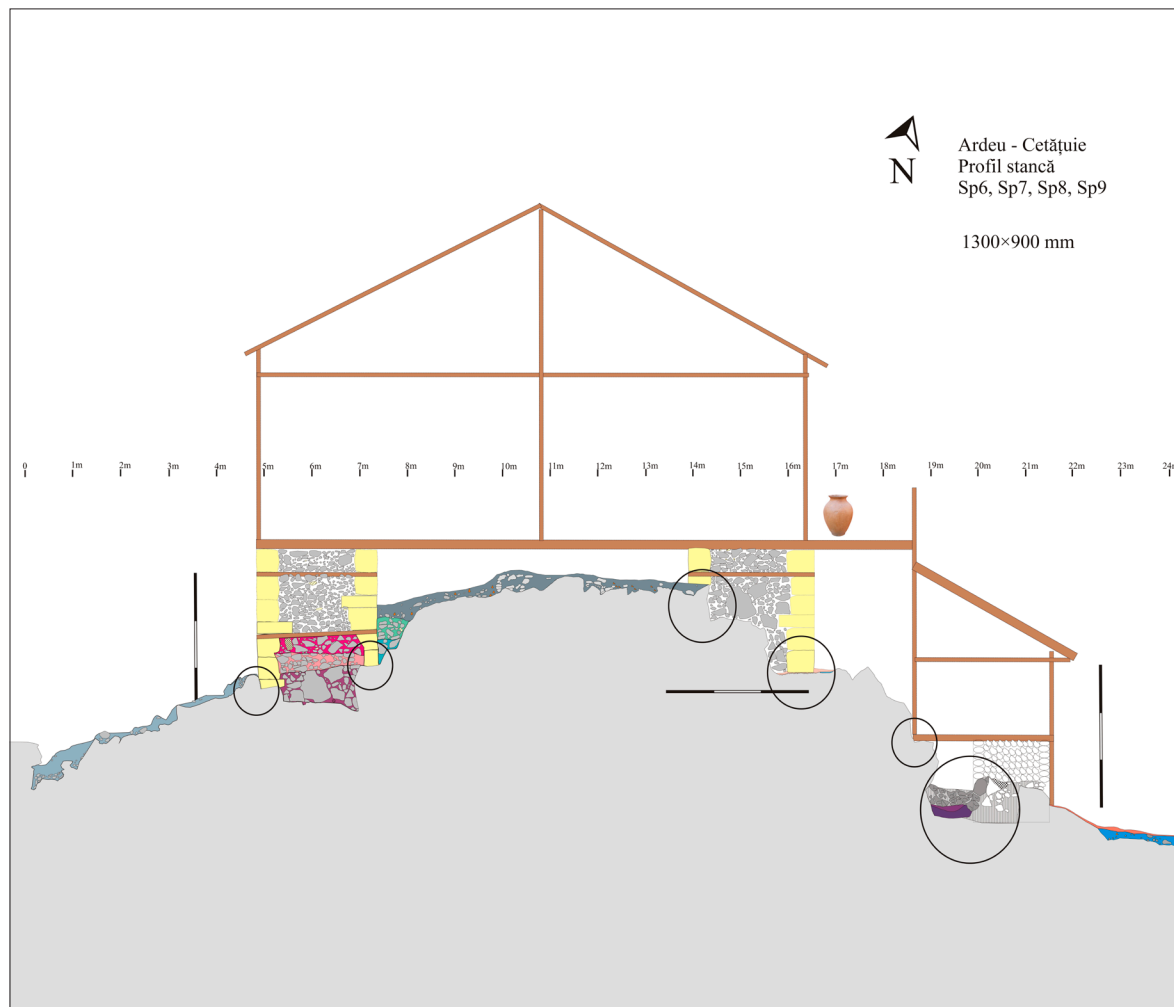 N
Ardeu - Cetățuie
Profil stancă
Sp6, Sp7, Sp8, Sp9
1300×900 mm
0 1m 2m 3m 4m 5m 6m 7m 8m 9m 10m 11m 12m 13m 14m 15m 16m 17m 18m 19m 20m 21m 22m 23m 24m